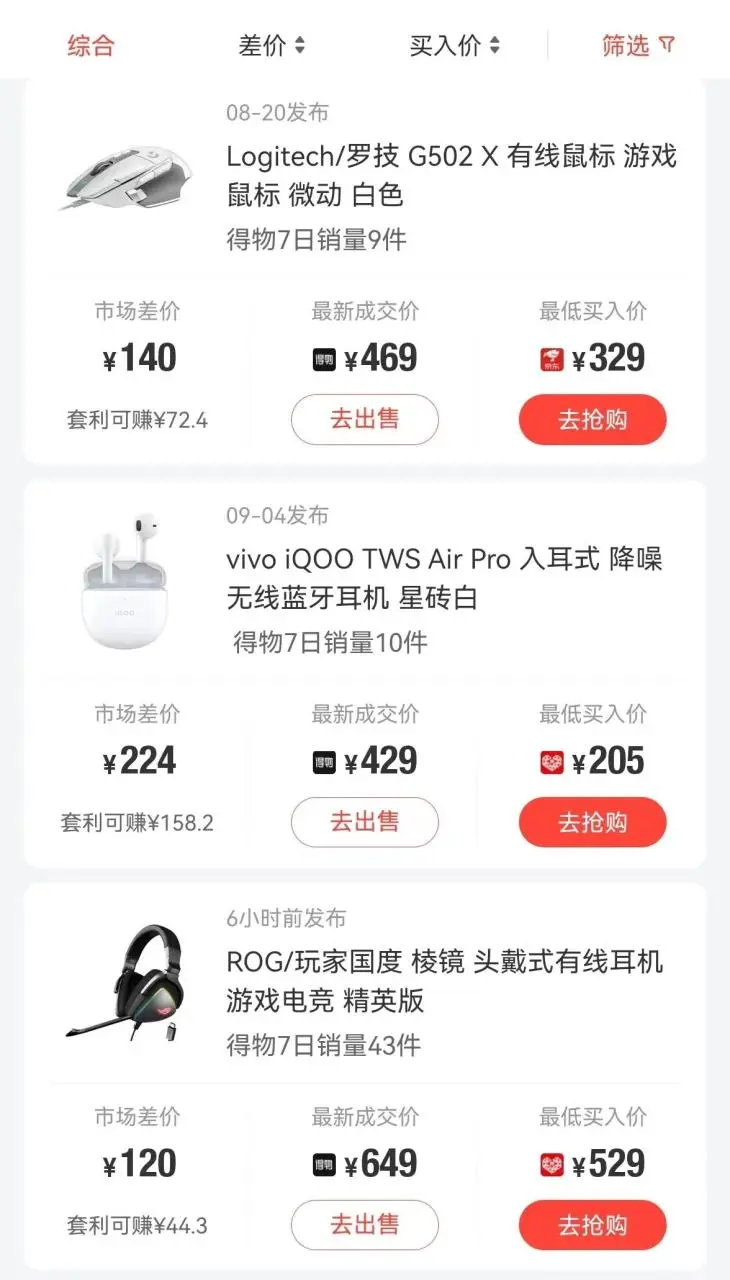 综合 差价 买入价 筛选
08-20发布
Logitech/罗技 G502 X 有线鼠标 游戏
鼠标 微动 白色
得物7日销量9件
市场差价 最新成交价 最低买入价
¥140 得物 ¥469 京东 ¥329
套利可赚¥72.4 去出售 去抢购
09-04发布
vivo iQOO TWS Air Pro 入耳式 降噪
无线蓝牙耳机 星砖白
得物7日销量10件
市场差价 最新成交价 最低买入价
¥224 得物 ¥429 ¥205
套利可赚¥158.2 去出售 去抢购
6小时前发布
ROG/玩家国度 棱镜 头戴式有线耳机
游戏电竞 精英版
得物7日销量43件
市场差价 最新成交价 最低买入价
¥120 得物 ¥649 ¥529
套利可赚¥44.3 去出售 去抢购